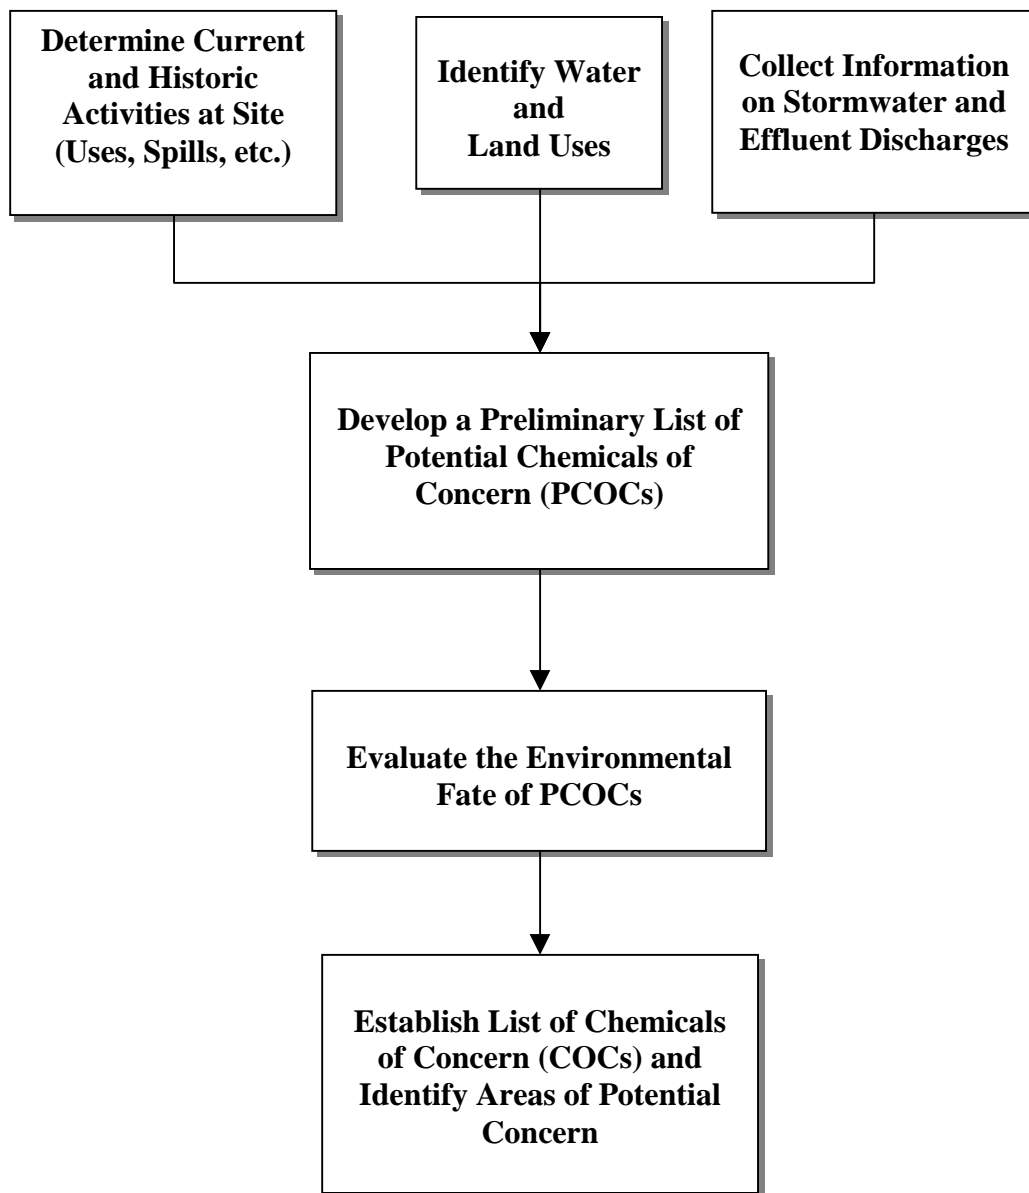 Determine Current
and Historic
Activities at Site
(Uses, Spills, etc.)
Identify Water
and
Land Uses
Collect Information
on Stormwater and
Effluent Discharges
Develop a Preliminary List of
Potential Chemicals of
Concern (PCOCs)
Evaluate the Environmental
Fate of PCOCs
Establish List of Chemicals
of Concern (COCs) and
Identify Areas of Potential
Concern